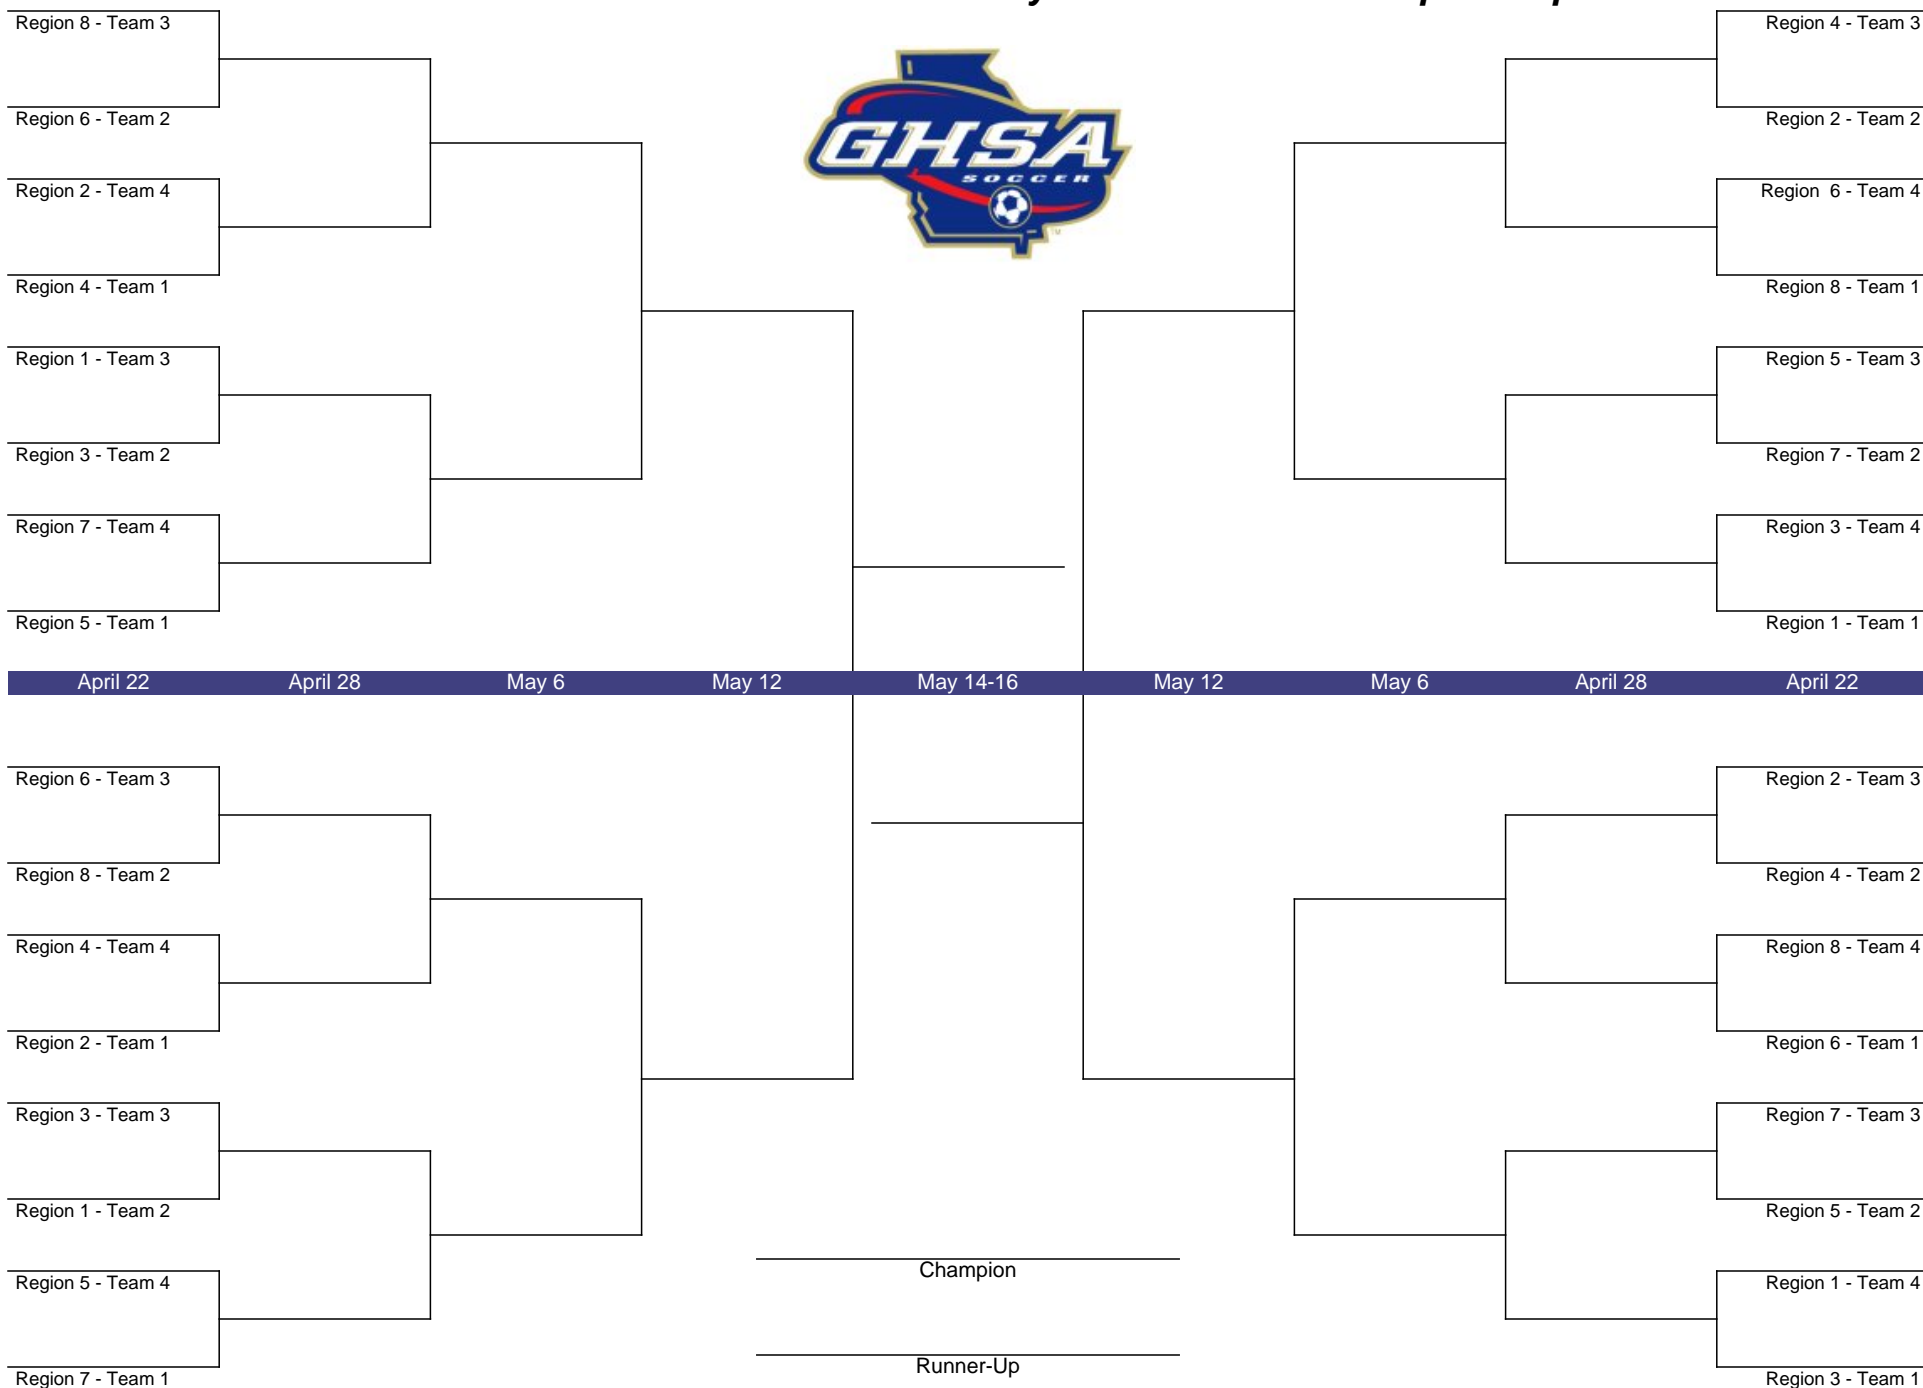 Region 8 - Team 3
Region 6 - Team 2
Region 2 - Team 4
Region 4 - Team 1
Region 1 - Team 3
Region 3 - Team 2
Region 7 - Team 4
Region 5 - Team 1
GHSA
SOCCER
TM
Region 4 - Team 3
Region 2 - Team 2
Region 6 - Team 4
Region 8 - Team 1
Region 5 - Team 3
Region 7 - Team 2
Region 3 - Team 4
Region 1 - Team 1
April 22 April 28 May 6 May 12 May 14-16 May 12 May 6 April 28 April 22
Region 6 - Team 3
Region 8 - Team 2
Region 4 - Team 4
Region 2 - Team 1
Region 3 - Team 3
Region 1 - Team 2
Region 5 - Team 4
Region 7 - Team 1
Champion
Runner-Up
Region 2 - Team 3
Region 4 - Team 2
Region 8 - Team 4
Region 6 - Team 1
Region 7 - Team 3
Region 5 - Team 2
Region 1 - Team 4
Region 3 - Team 1